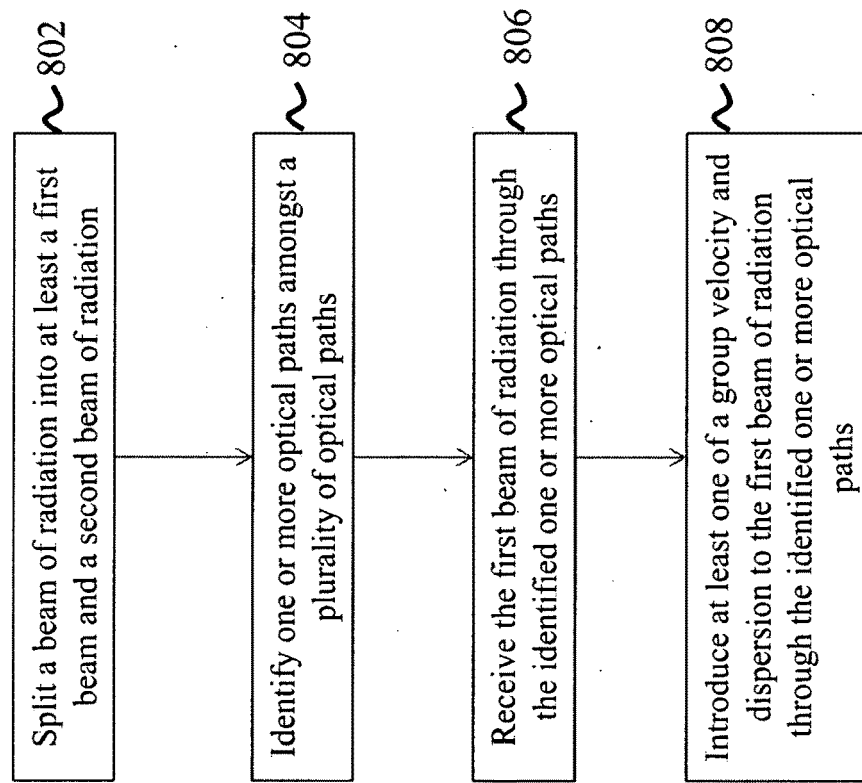 Split a beam of radiation into at least a first
beam and a second beam of radiation
802
Identify one or more optical paths amongst a
plurality of optical paths
804
Receive the first beam of radiation through
the identified one or more optical paths
806
Introduce at least one of a group velocity and
dispersion to the first beam of radiation
through the identified one or more optical
paths
808